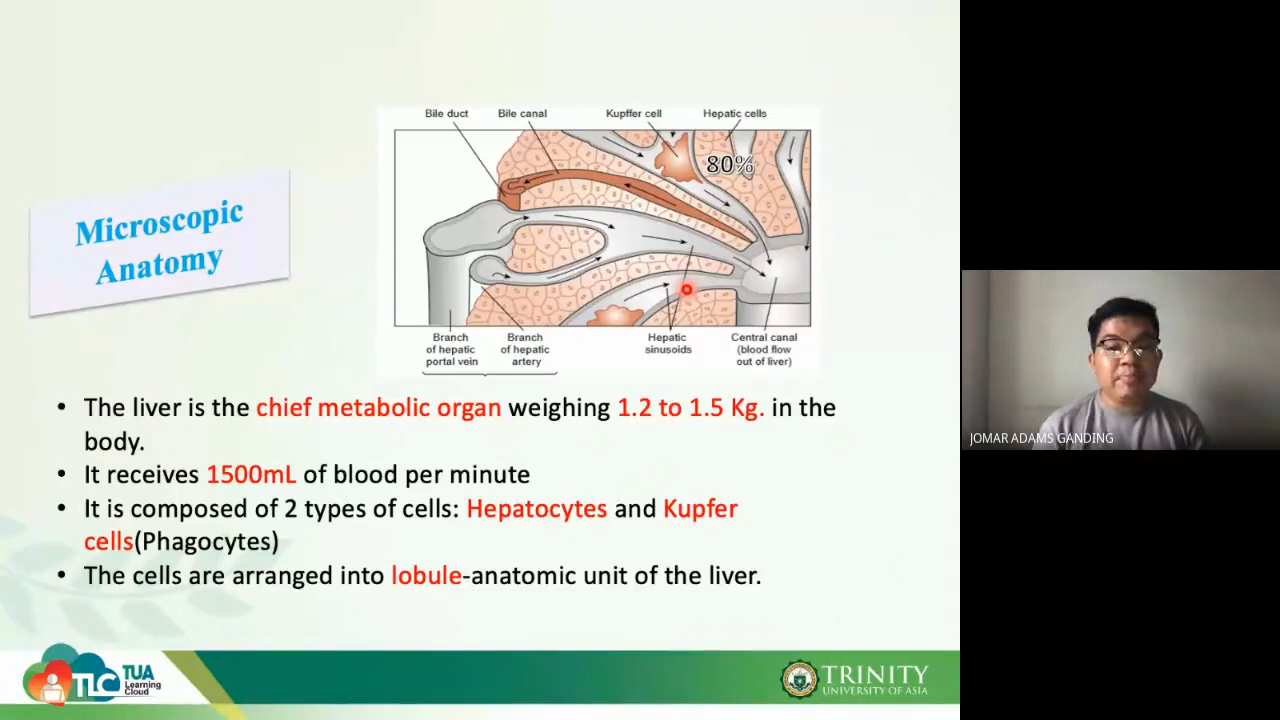 Bile duct
Bile canal
Kupffer cell
Hepatic cells
80%
Microscopic
Anatomy
Branch
of hepatic
portal vein
Branch
of hepatic
artery
Hepatic
sinusoids
Central canal
(blood flow
out of liver)
• The liver is the chief metabolic organ weighing 1.2 to 1.5 Kg. in the
body.
• It receives 1500mL of blood per minute
• It is composed of 2 types of cells: Hepatocytes and Kupfer
cells(Phagocytes)
• The cells are arranged into lobule-anatomic unit of the liver.
JOMAR ADAMS GANDING
TLC
TUA
Learning
Cloud
TRINITY
UNIVERSITY OF ASIA